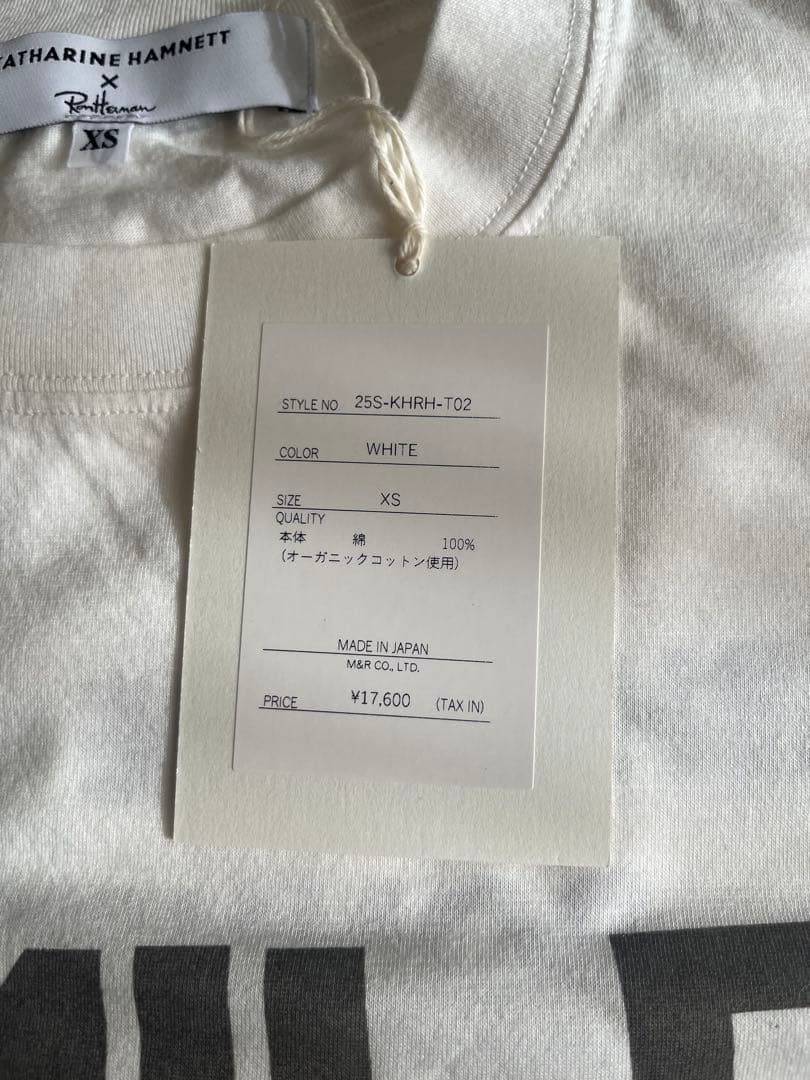 KATHARINE HAMNETT
×
Ron Herman
XS
STYLE NO 25S-KHRH-T02
COLOR WHITE
SIZE XS
QUALITY
本体 綿 100%
(オーガニックコットン使用)
MADE IN JAPAN
M&R CO., LTD.
PRICE ¥17,600 (TAX IN)